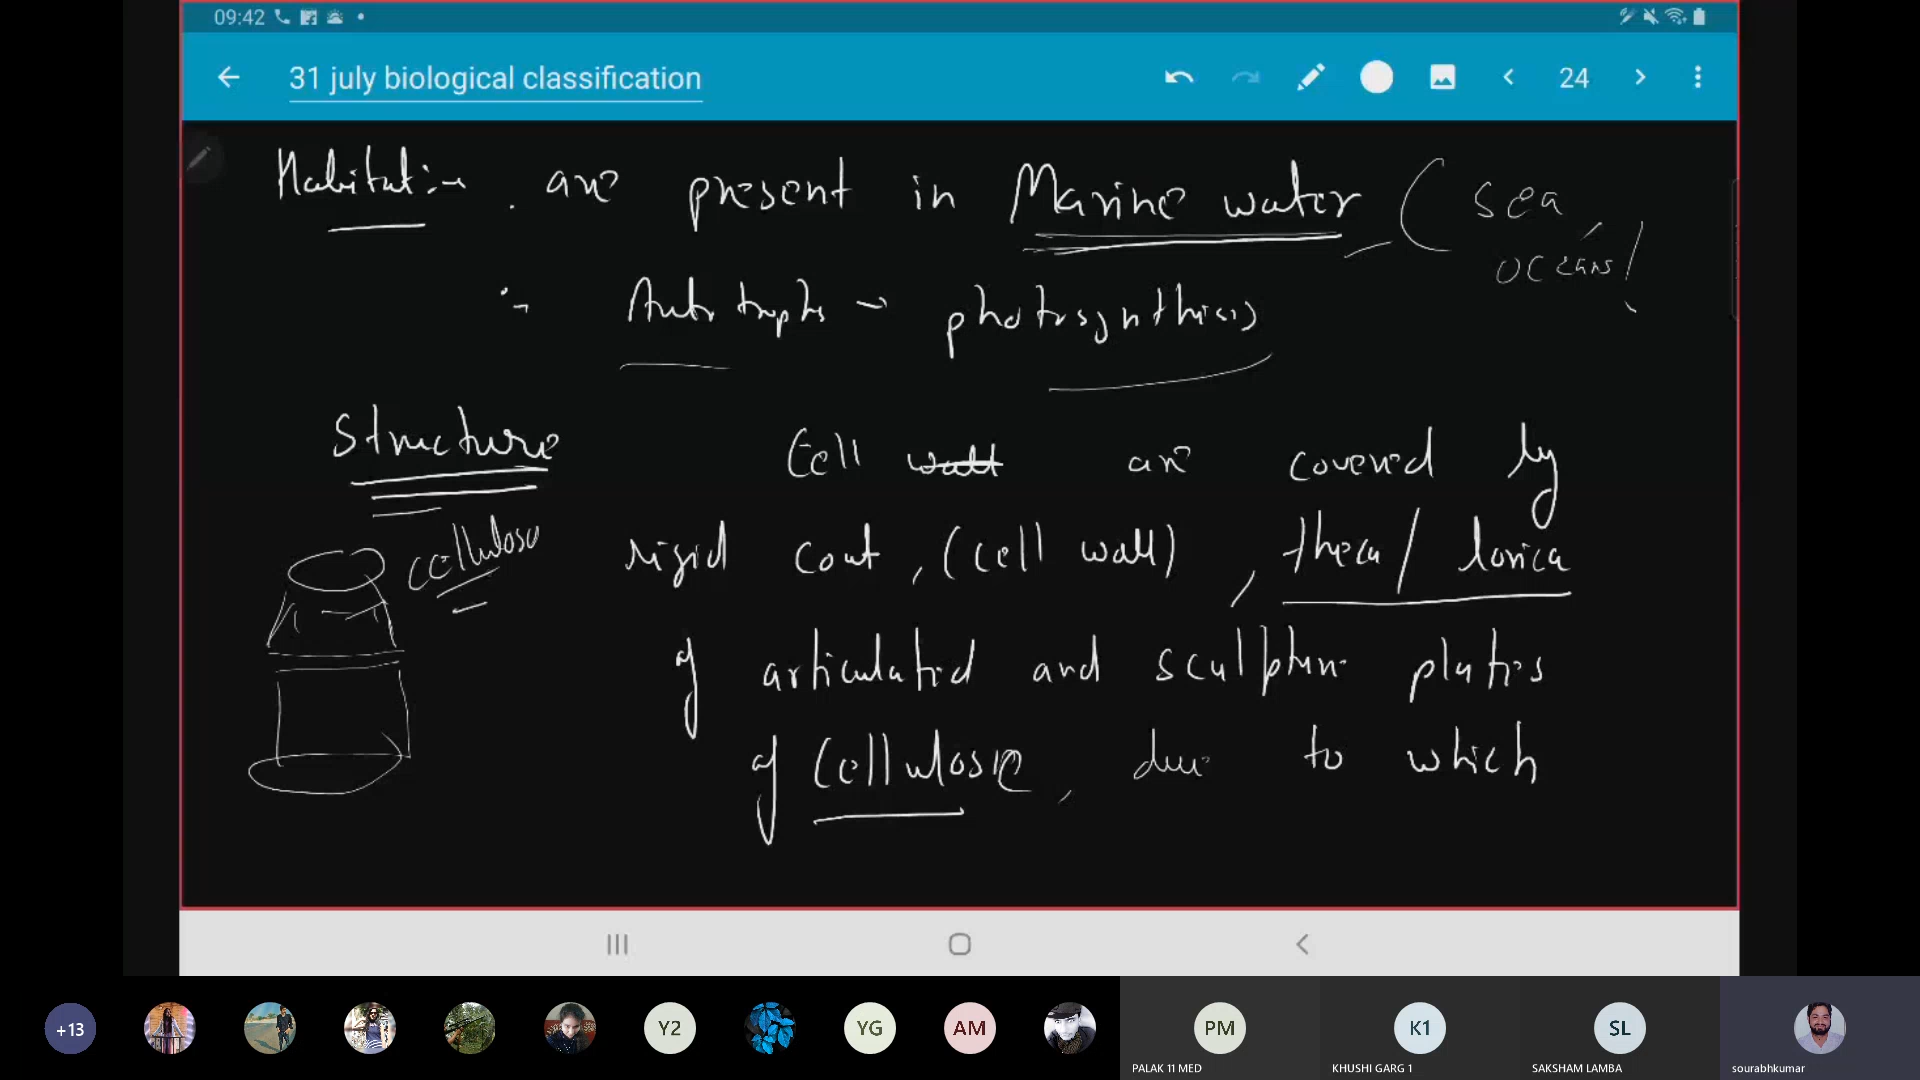 09:42
31 july biological classification
24
Habitat :- are present in Marine water (sea, oceans)
∵ Autotrophs - photosynthesis
Structure Cell wall are covered by
cellulose rigid coat, (cell wall), theca / lorica
of articulated and sculpture plates
of cellulose, due to which
+13
Y2
YG
AM
PM
K1
SL
PALAK 11 MED
KHUSHI GARG 1
SAKSHAM LAMBA
sourabhkumar